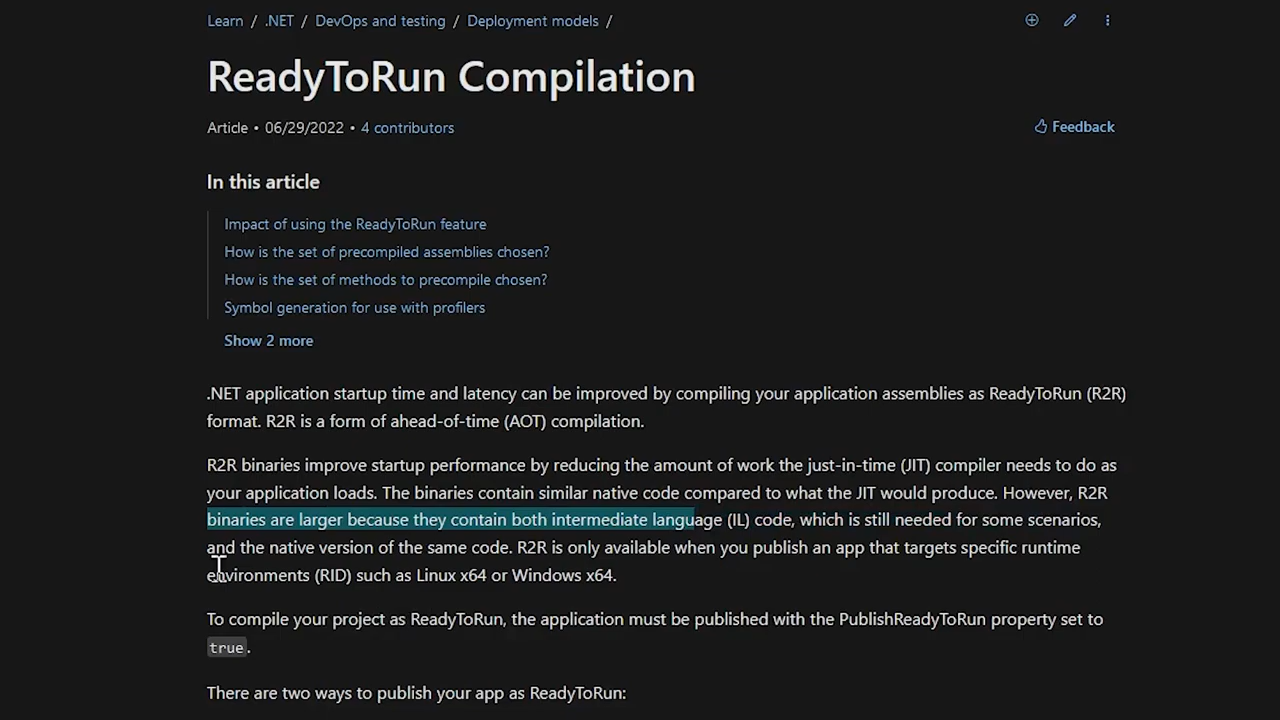 Learn / .NET / DevOps and testing / Deployment models /
ReadyToRun Compilation
Article • 06/29/2022 • 4 contributors
Feedback
In this article
Impact of using the ReadyToRun feature
How is the set of precompiled assemblies chosen?
How is the set of methods to precompile chosen?
Symbol generation for use with profilers
Show 2 more
.NET application startup time and latency can be improved by compiling your application assemblies as ReadyToRun (R2R)
format. R2R is a form of ahead-of-time (AOT) compilation.
R2R binaries improve startup performance by reducing the amount of work the just-in-time (JIT) compiler needs to do as
your application loads. The binaries contain similar native code compared to what the JIT would produce. However, R2R
binaries are larger because they contain both intermediate language (IL) code, which is still needed for some scenarios,
and the native version of the same code. R2R is only available when you publish an app that targets specific runtime
environments (RID) such as Linux x64 or Windows x64.
To compile your project as ReadyToRun, the application must be published with the PublishReadyToRun property set to
true.
There are two ways to publish your app as ReadyToRun: